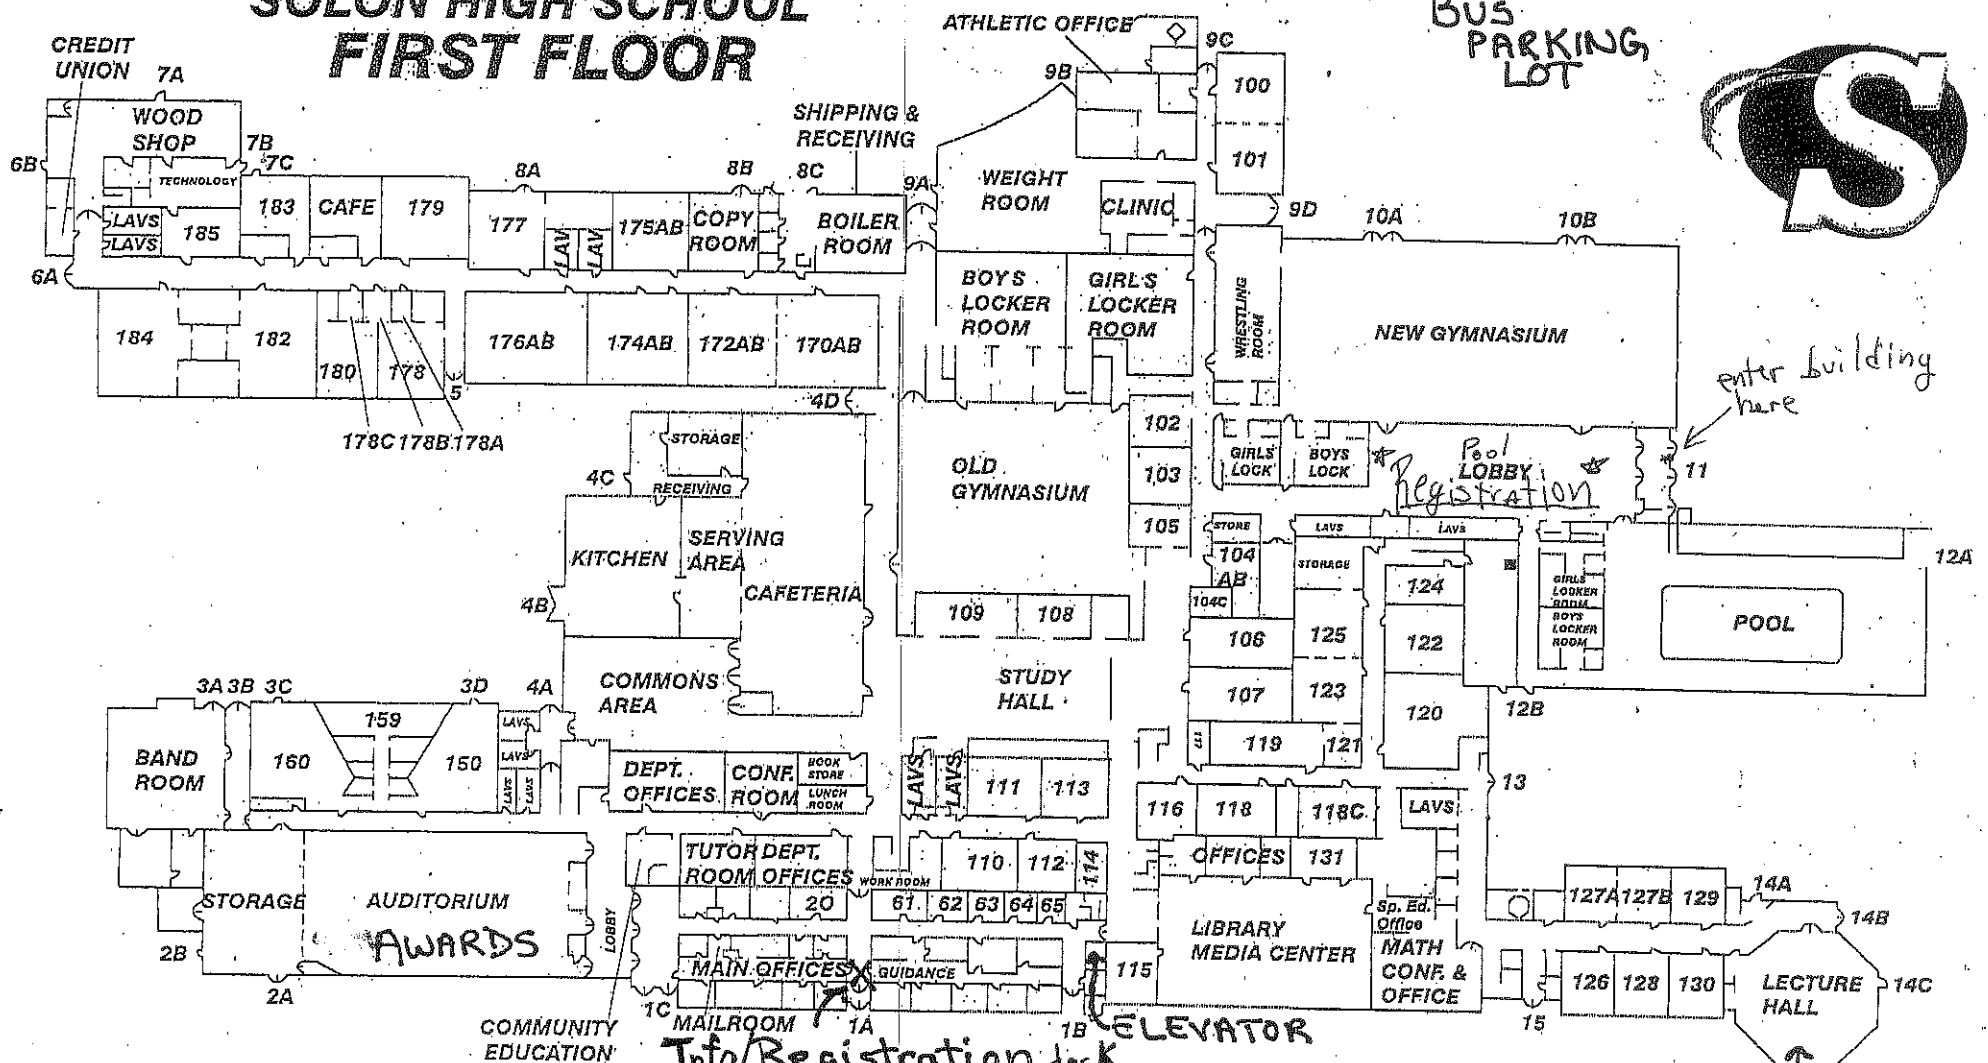 SOLON HIGH SCHOOL
FIRST FLOOR
BUS
PARKING
LOT
ATHLETIC OFFICE
9C
9B
100
101
S
CREDIT
UNION
7A
WOOD
SHOP
7B
7C
6B
TECHNOLOGY
LAVS
LAVS
185
183
CAFE
179
8A
177
LAV
LAV
175AB
8B
COPY
ROOM
8C
SHIPPING &
RECEIVING
BOILER
ROOM
9A
WEIGHT
ROOM
CLINIC
9D
10A
10B
6A
184
182
180
178
5
178C
178B
178A
176AB
174AB
172AB
170AB
4D
BOYS
LOCKER
ROOM
GIRL'S
LOCKER
ROOM
WRESTLING
ROOM
NEW GYMNASIUM
enter building
here
11
102
103
105
GIRLS
LOCK
BOYS
LOCK
Pool
LOBBY
Registration
OLD
GYMNASIUM
STORAGE
4C
RECEIVING
KITCHEN
SERVING
AREA
CAFETERIA
4B
STORE
104
AB
104C
LAVS
LAVS
STORAGE
124
122
120
GIRLS
LOCKER
ROOM
BOYS
LOCKER
ROOM
POOL
12A
12B
109
108
106
125
107
123
119
121
117
STUDY
HALL
COMMONS
AREA
3A
3B
3C
3D
4A
BAND
ROOM
160
159
150
LAVS
LAVS
LAVS
LAVS
DEPT.
OFFICES
CONF.
ROOM
BOOK
STORE
LUNCH
ROOM
LAVS
LAVS
111
113
116
118
118C
LAVS
13
OFFICES
131
STORAGE
AUDITORIUM
AWARDS
2B
2A
LOBBY
TUTOR
ROOM
DEPT.
OFFICES
20
WORK ROOM
110
112
114
61
62
63
64
65
MAIN OFFICES
X
GUIDANCE
115
LIBRARY
MEDIA CENTER
Sp. Ed.
Office
MATH
CONF. &
OFFICE
127A
127B
129
14A
14B
126
128
130
LECTURE
HALL
14C
15
1C
MAILROOM
1A
1B
ELEVATOR
COMMUNITY
EDUCATION
Info/Registration desk